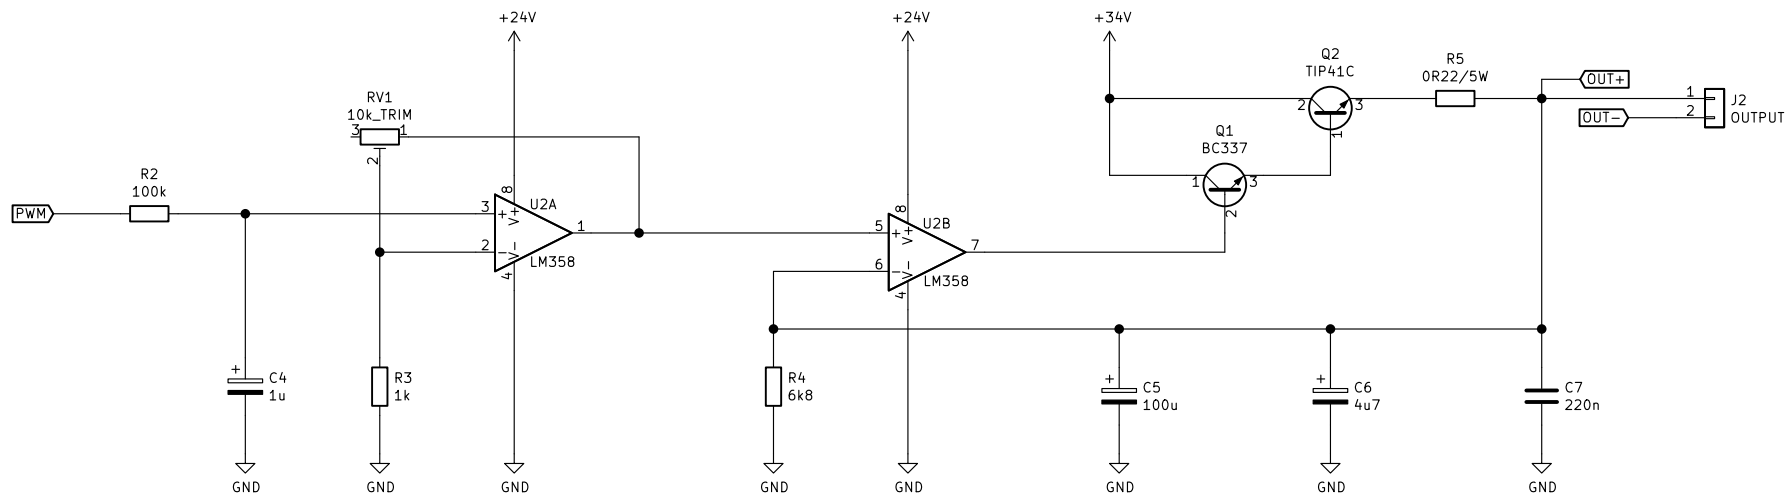 +24V
+24V
+34V
Q2
TIP41C
R5
0R22/5W
OUT+
1
J2
2
OUTPUT
OUT-
2
3
1
RV1
10k_TRIM
3
1
2
Q1
BC337
1
3
2
R2
100k
PWM
8
3
+
V+
U2A
1
2
-
V-
LM358
4
8
5
+
V+
U2B
7
6
-
V-
LM358
4
+
C4
1u
R3
1k
R4
6k8
+
C5
100u
+
C6
4u7
C7
220n
GND
GND
GND
GND
GND
GND
GND
GND